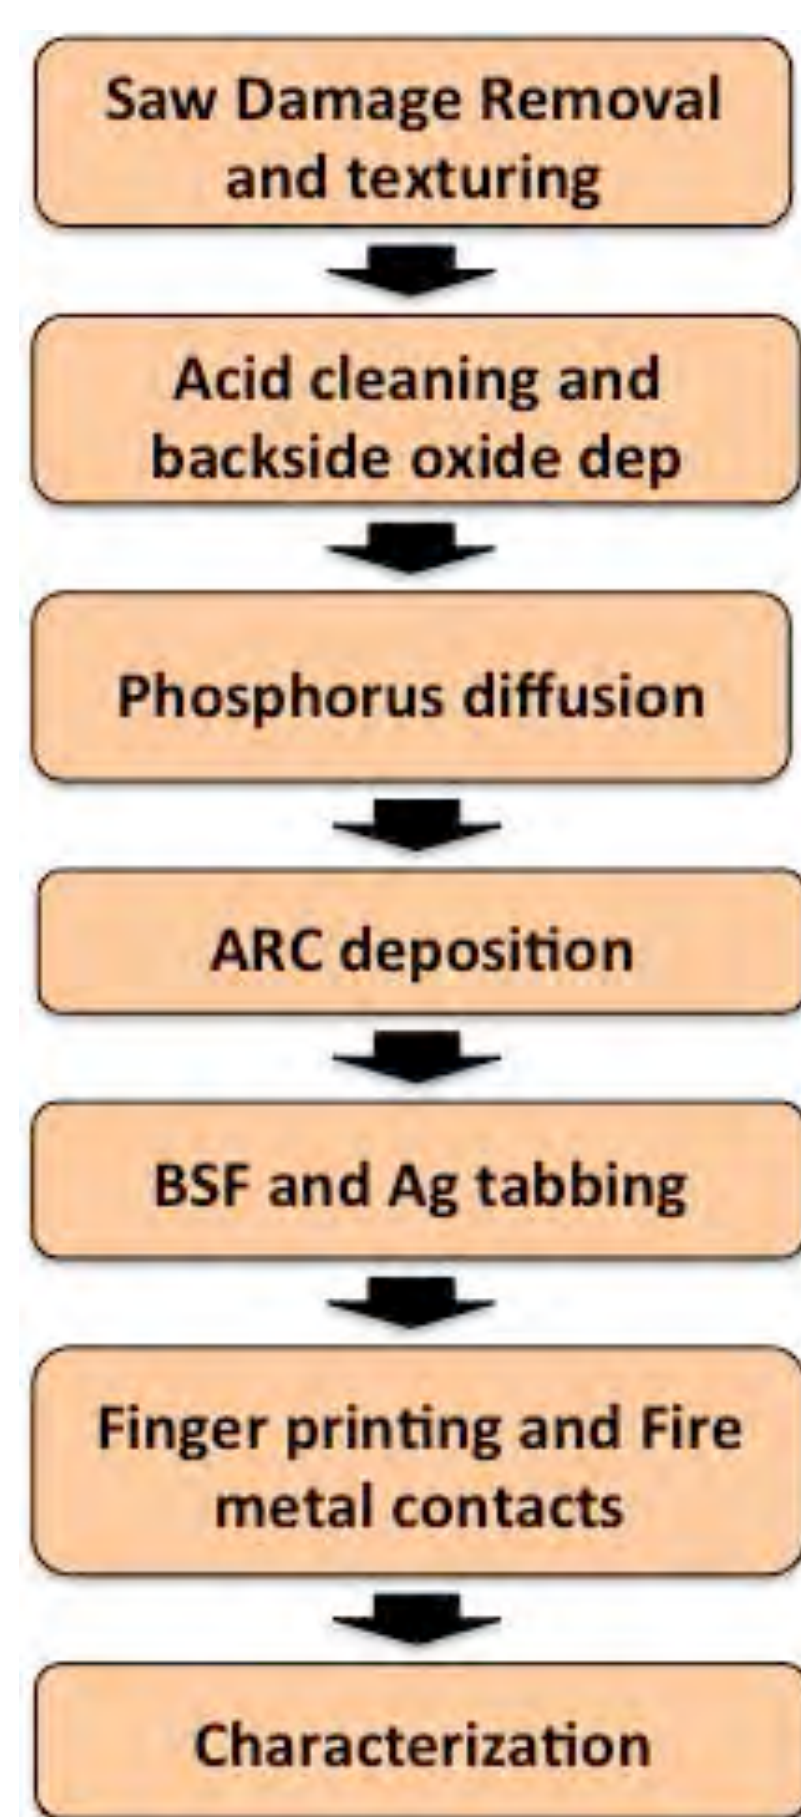 Saw Damage Removal
and texturing
Acid cleaning and
backside oxide dep
Phosphorus diffusion
ARC deposition
BSF and Ag tabbing
Finger printing and Fire
metal contacts
Characterization